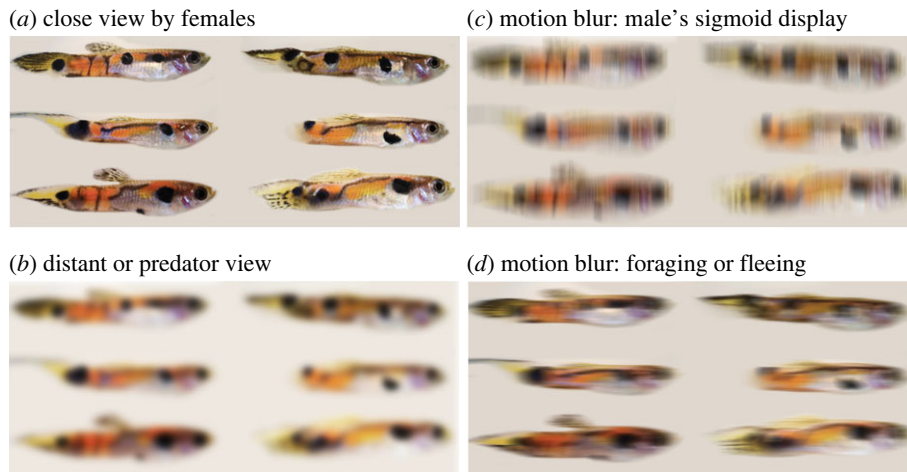 (a) close view by females
(c) motion blur: male's sigmoid display
(b) distant or predator view
(d) motion blur: foraging or fleeing